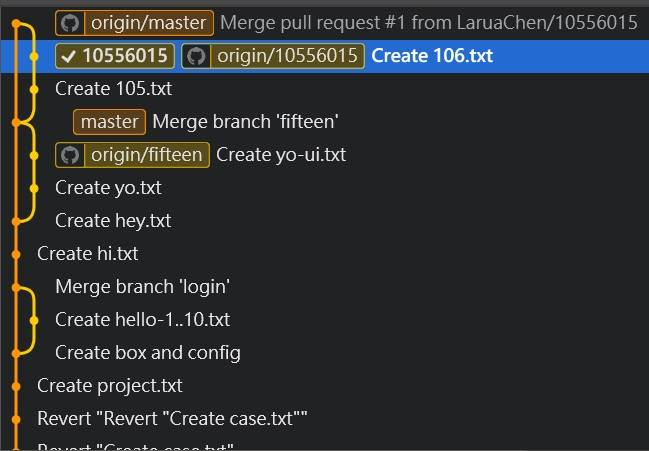 origin/master Merge pull request #1 from LaruaChen/10556015
10556015 origin/10556015 Create 106.txt
Create 105.txt
master Merge branch 'fifteen'
origin/fifteen Create yo-ui.txt
Create yo.txt
Create hey.txt
Create hi.txt
Merge branch 'login'
Create hello-1..10.txt
Create box and config
Create project.txt
Revert "Revert "Create case.txt""
Revert "Create case.txt"